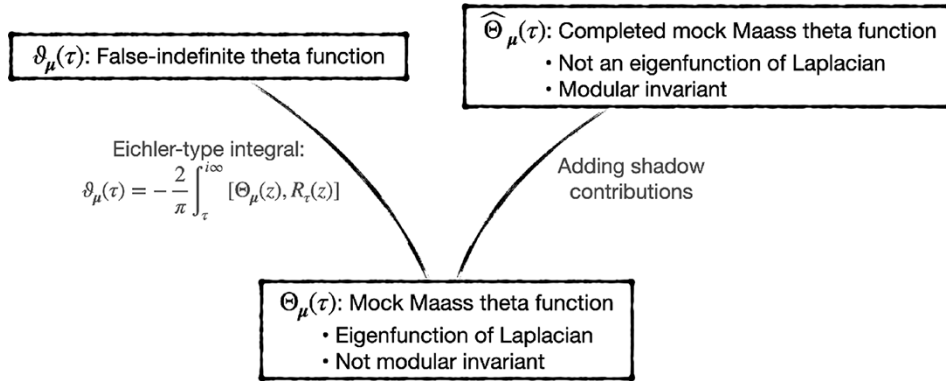 ϑ_μ(τ): False-indefinite theta function
Θ̂_μ(τ): Completed mock Maass theta function
• Not an eigenfunction of Laplacian
• Modular invariant
Eichler-type integral:
ϑ_μ(τ) = −2/π ∫_τ^{i∞} [Θ_μ(z), R_τ(z)]
Adding shadow
contributions
Θ_μ(τ): Mock Maass theta function
• Eigenfunction of Laplacian
• Not modular invariant